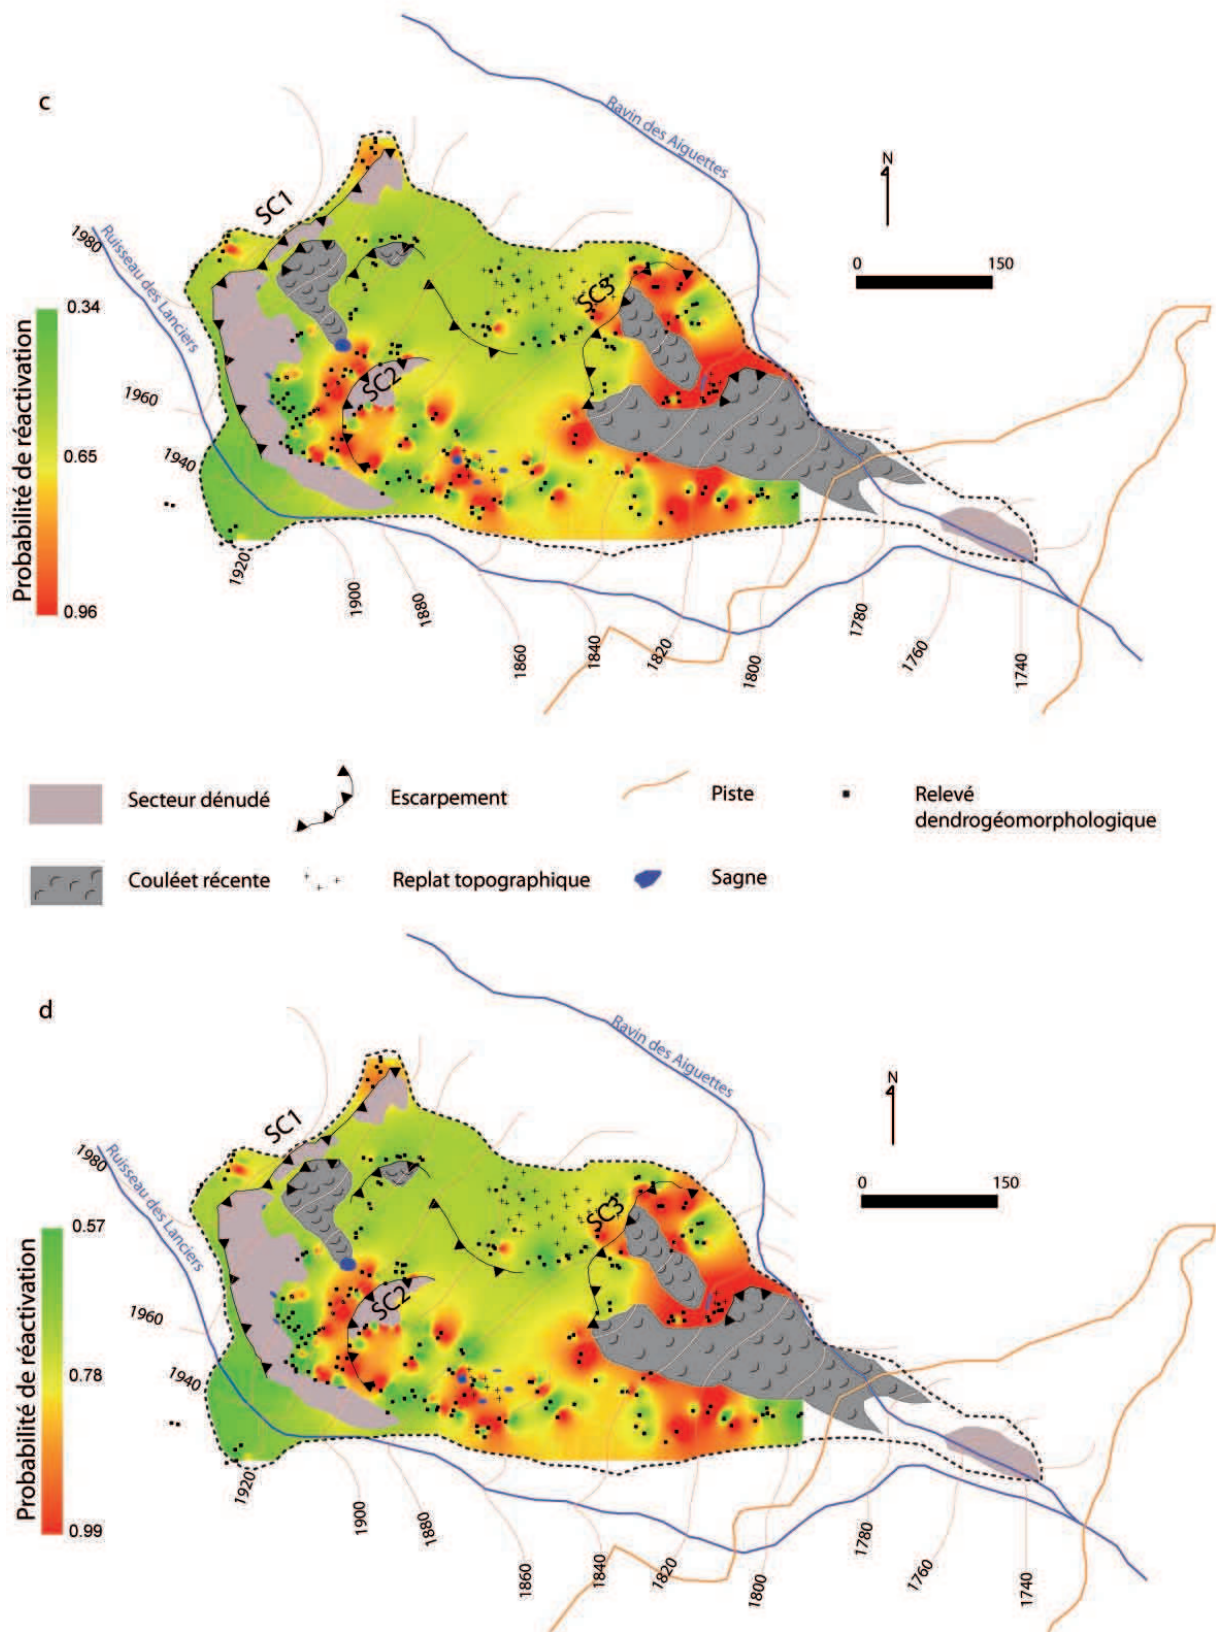 c
Ravin des Aiguettes
N
SC1
1980
Ruisseau des Lanciers
0 150
SC3
0.34
SC2
1960
Probabilité de réactivation
0.65
1940
0.96
1920
1900
1880
1860
1840
1820
1800
1780
1760
1740
Secteur dénudé
Escarpement
Piste
Relevé
dendrogéomorphologique
Couléet récente
Replat topographique
Sagne
d
Ravin des Aiguettes
N
SC1
1980
Ruisseau des Lanciers
0 150
SC3
0.57
SC2
1960
Probabilité de réactivation
0.78
1940
0.99
1920
1900
1880
1860
1840
1820
1800
1780
1760
1740